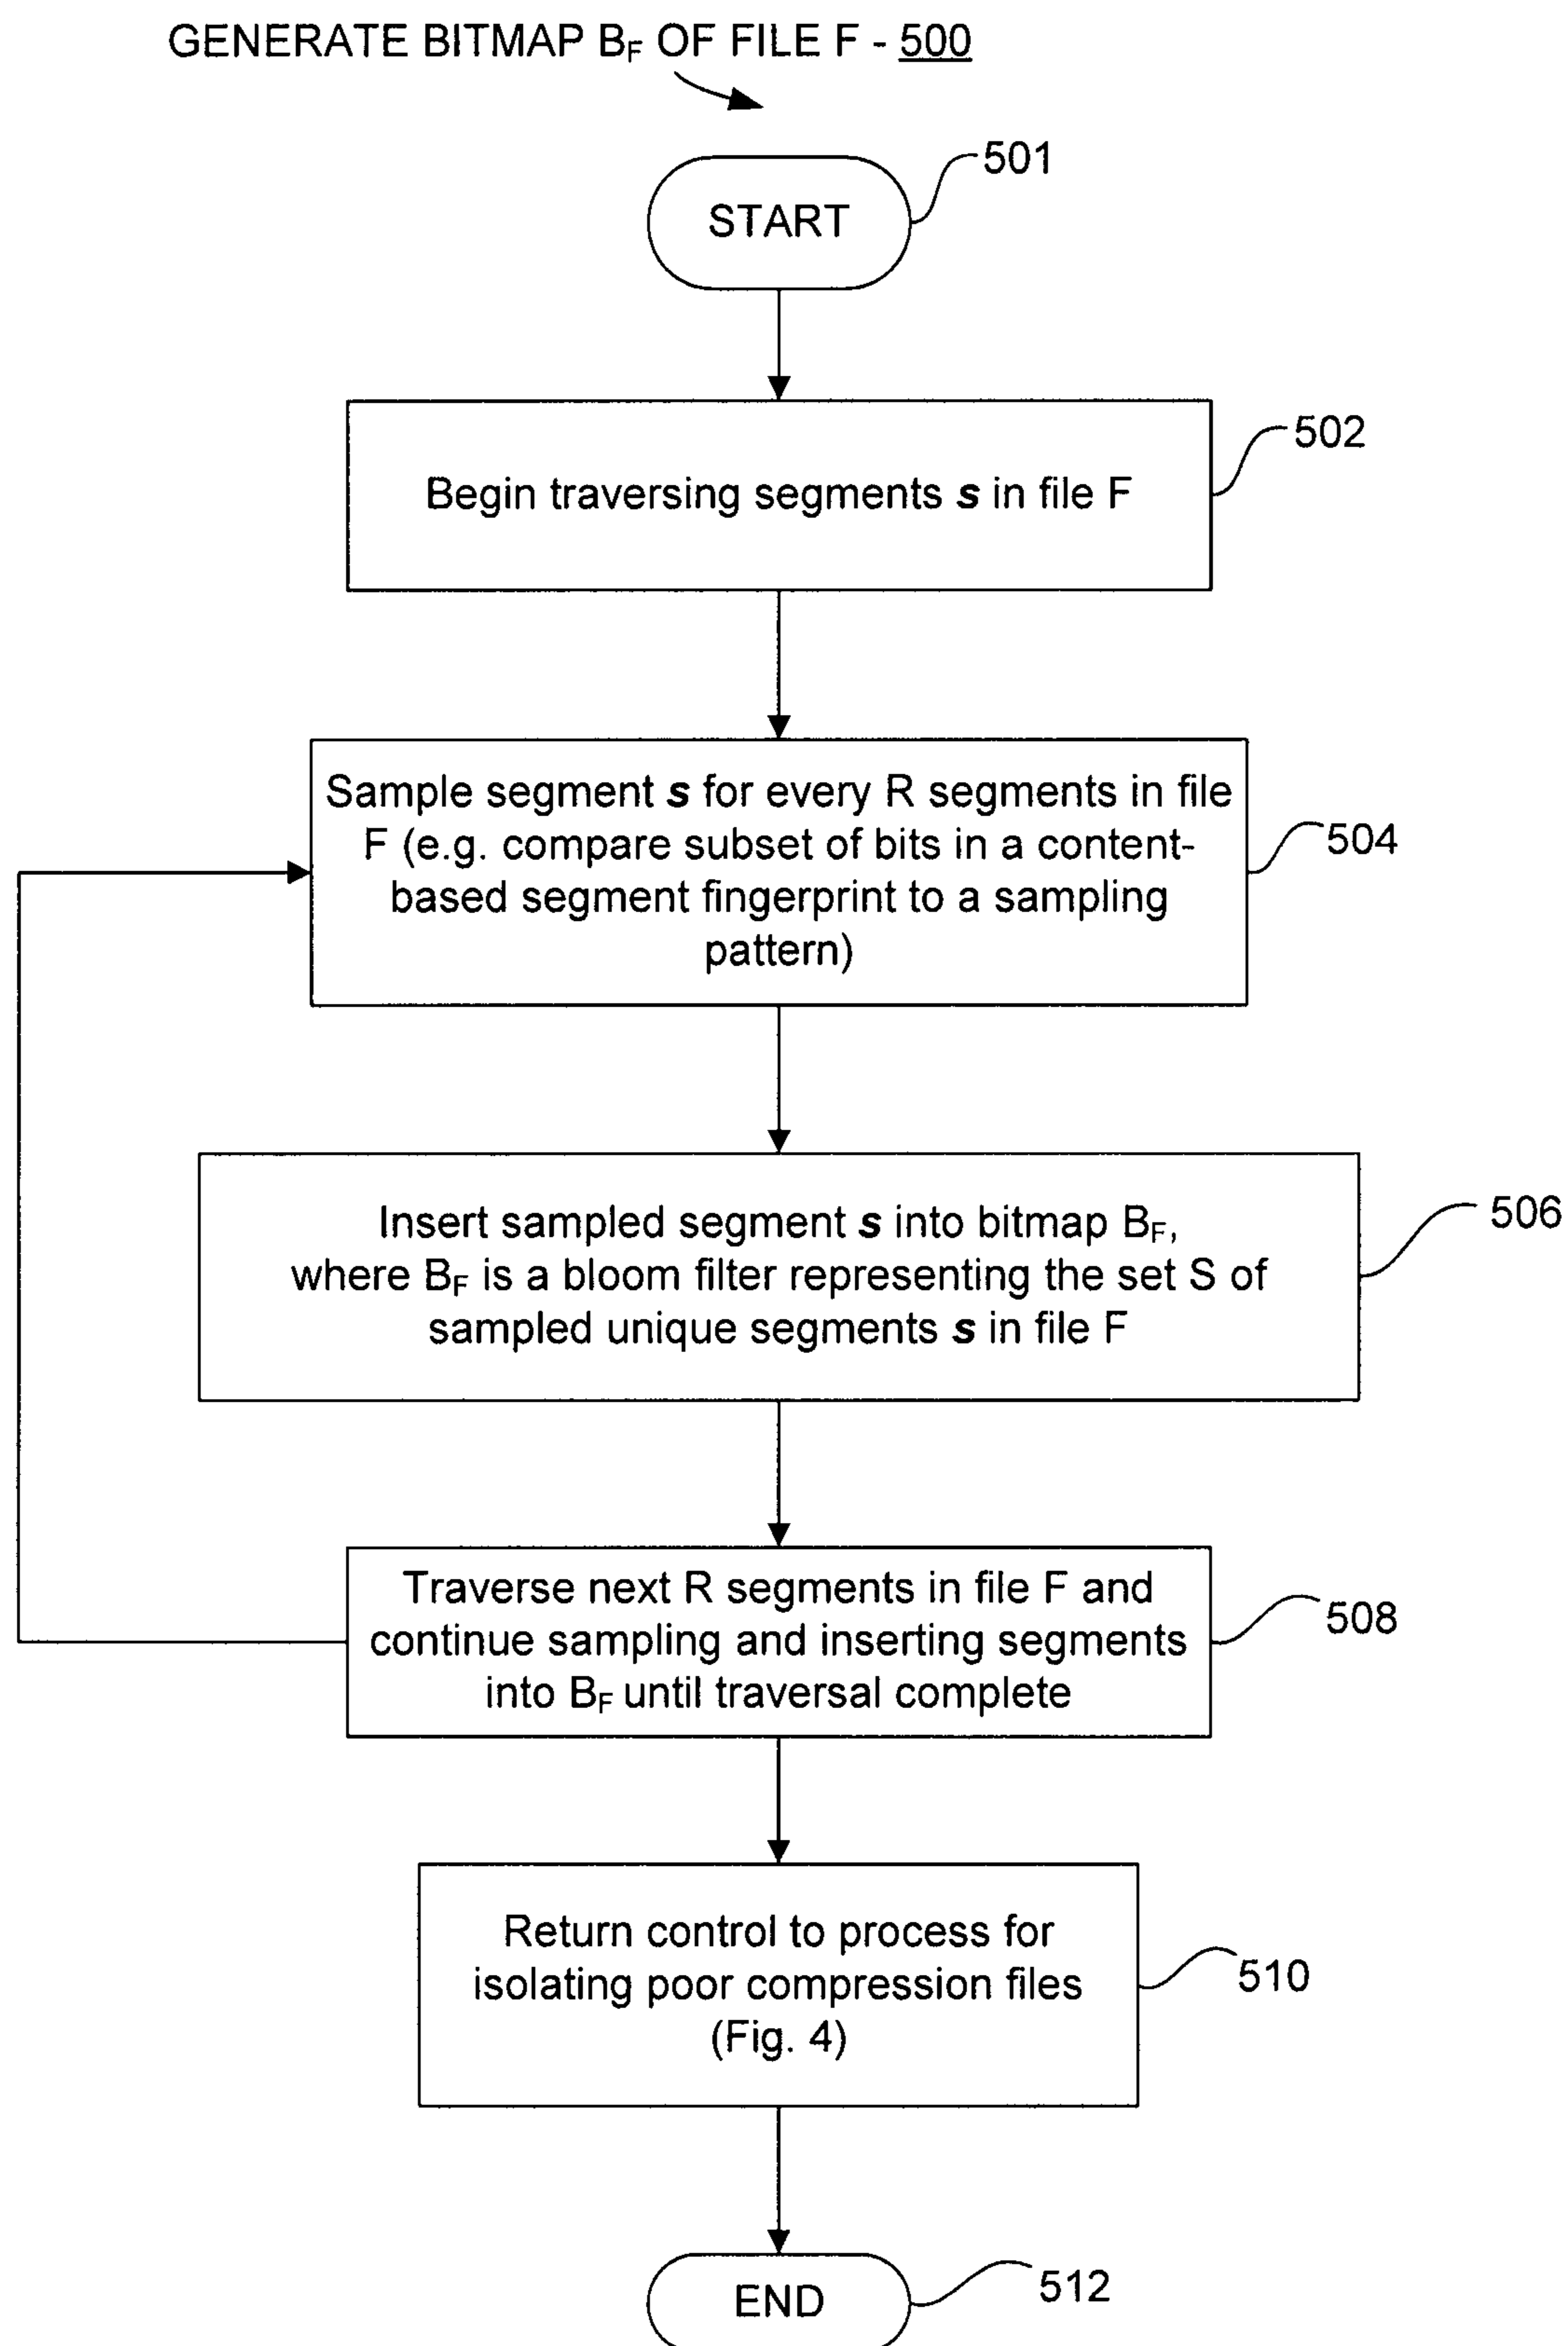 GENERATE BITMAP BF OF FILE F - 500
501
START
502
Begin traversing segments s in file F
Sample segment s for every R segments in file
F (e.g. compare subset of bits in a content-
based segment fingerprint to a sampling
pattern)
504
Insert sampled segment s into bitmap BF,
where BF is a bloom filter representing the set S of
sampled unique segments s in file F
506
Traverse next R segments in file F and
continue sampling and inserting segments
into BF until traversal complete
508
Return control to process for
isolating poor compression files
(Fig. 4)
510
END
512